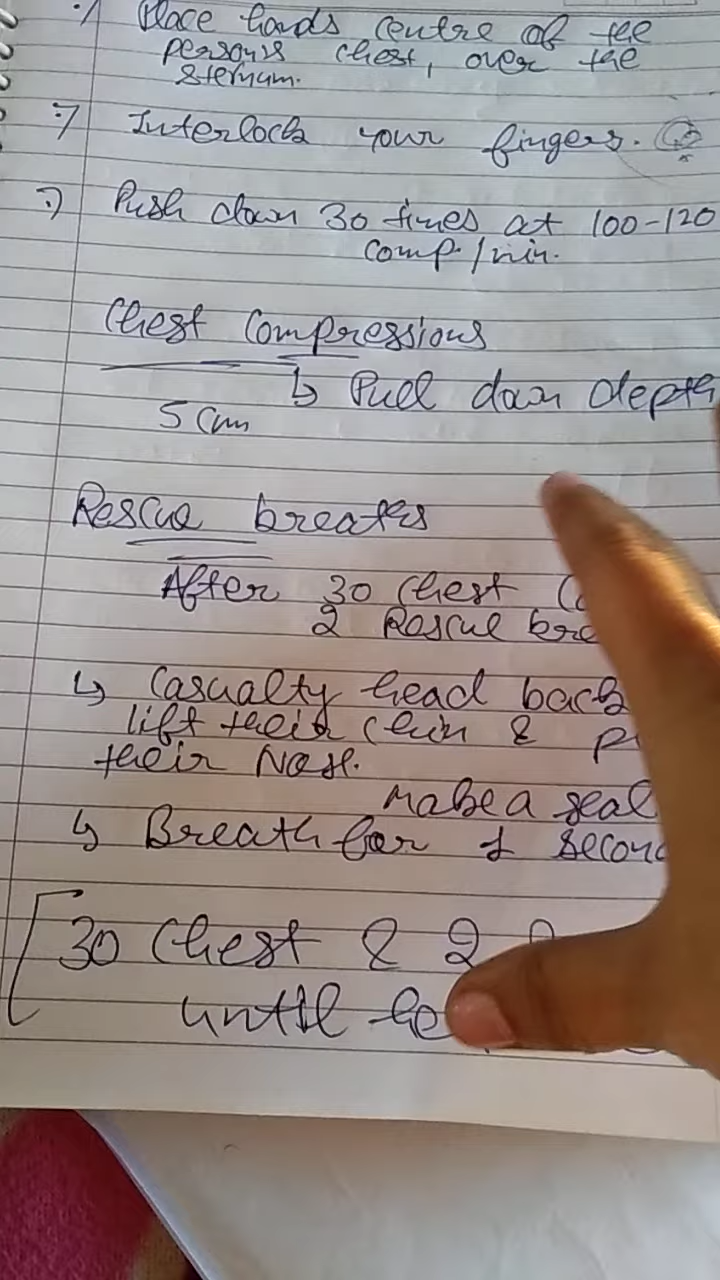 Place hands centre of the
person's chest, over the
sternum.
Interlock your fingers.
Push down 30 times at 100-120
comp./min.
Chest Compressions
↳ Pull down depth
5 cm
Rescue breaths
After 30 Chest
2 Rescue
↳ Casualty head back
lift their chin &
their Nose.
Make a seal
↳ Breath for 1 second
30 Chest & 2
until